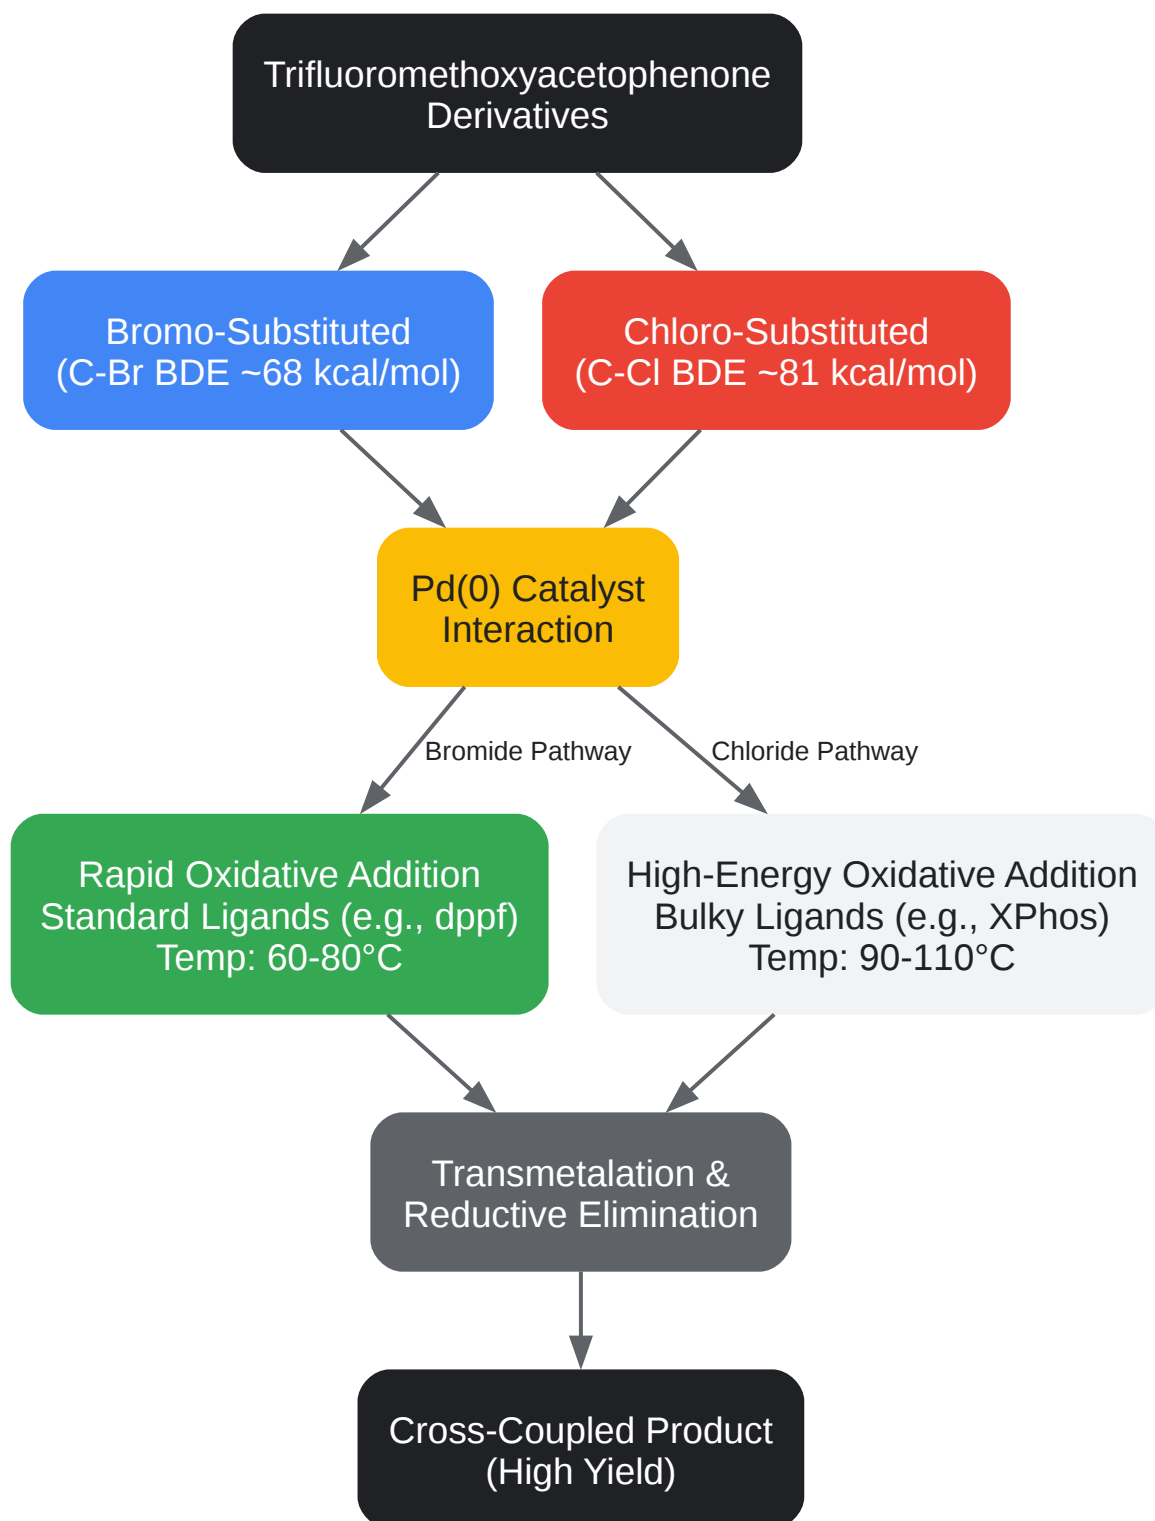 Trifluoromethoxyacetophenone
Derivatives
Bromo-Substituted
(C-Br BDE ~68 kcal/mol)
Chloro-Substituted
(C-Cl BDE ~81 kcal/mol)
Pd(0) Catalyst
Interaction
Bromide Pathway
Chloride Pathway
Rapid Oxidative Addition
Standard Ligands (e.g., dppf)
Temp: 60-80°C
High-Energy Oxidative Addition
Bulky Ligands (e.g., XPhos)
Temp: 90-110°C
Transmetalation &
Reductive Elimination
Cross-Coupled Product
(High Yield)